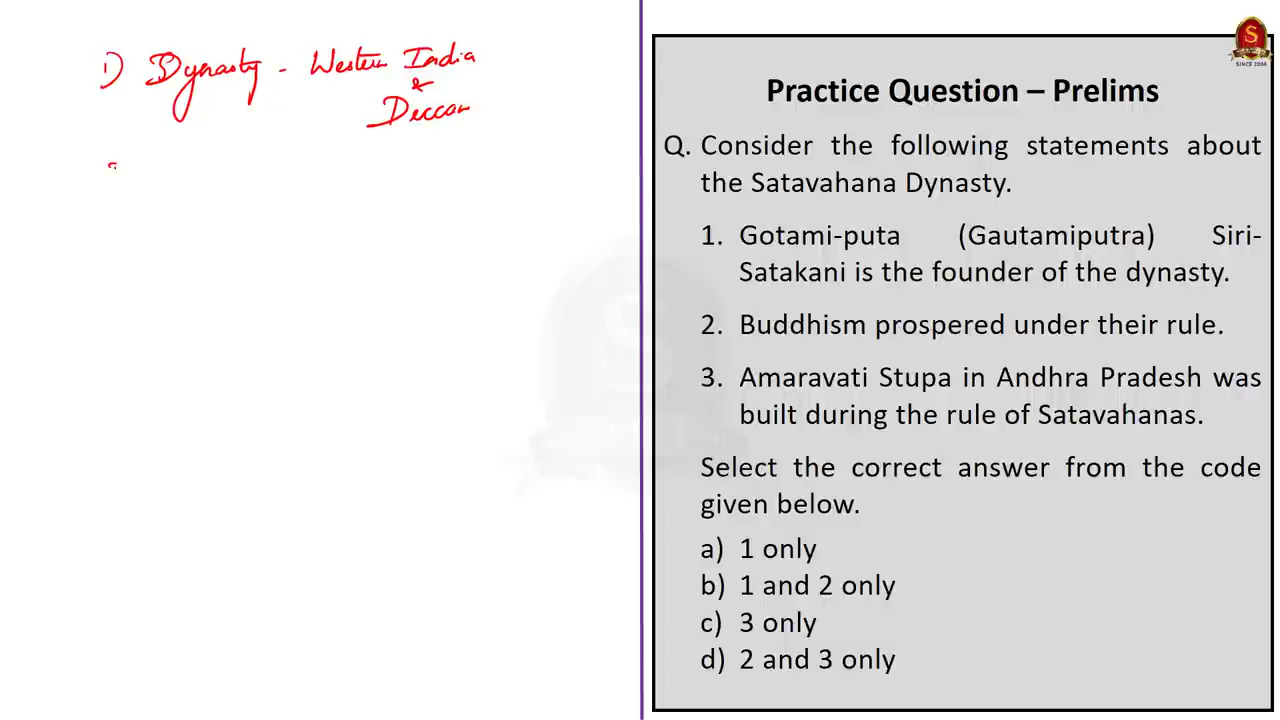 1) Dynasty - Western India
&
Deccan
S
SINCE 2004
Practice Question – Prelims
Q. Consider the following statements about
the Satavahana Dynasty.
1. Gotami-puta (Gautamiputra) Siri-
Satakani is the founder of the dynasty.
2. Buddhism prospered under their rule.
3. Amaravati Stupa in Andhra Pradesh was
built during the rule of Satavahanas.
Select the correct answer from the code
given below.
a) 1 only
b) 1 and 2 only
c) 3 only
d) 2 and 3 only